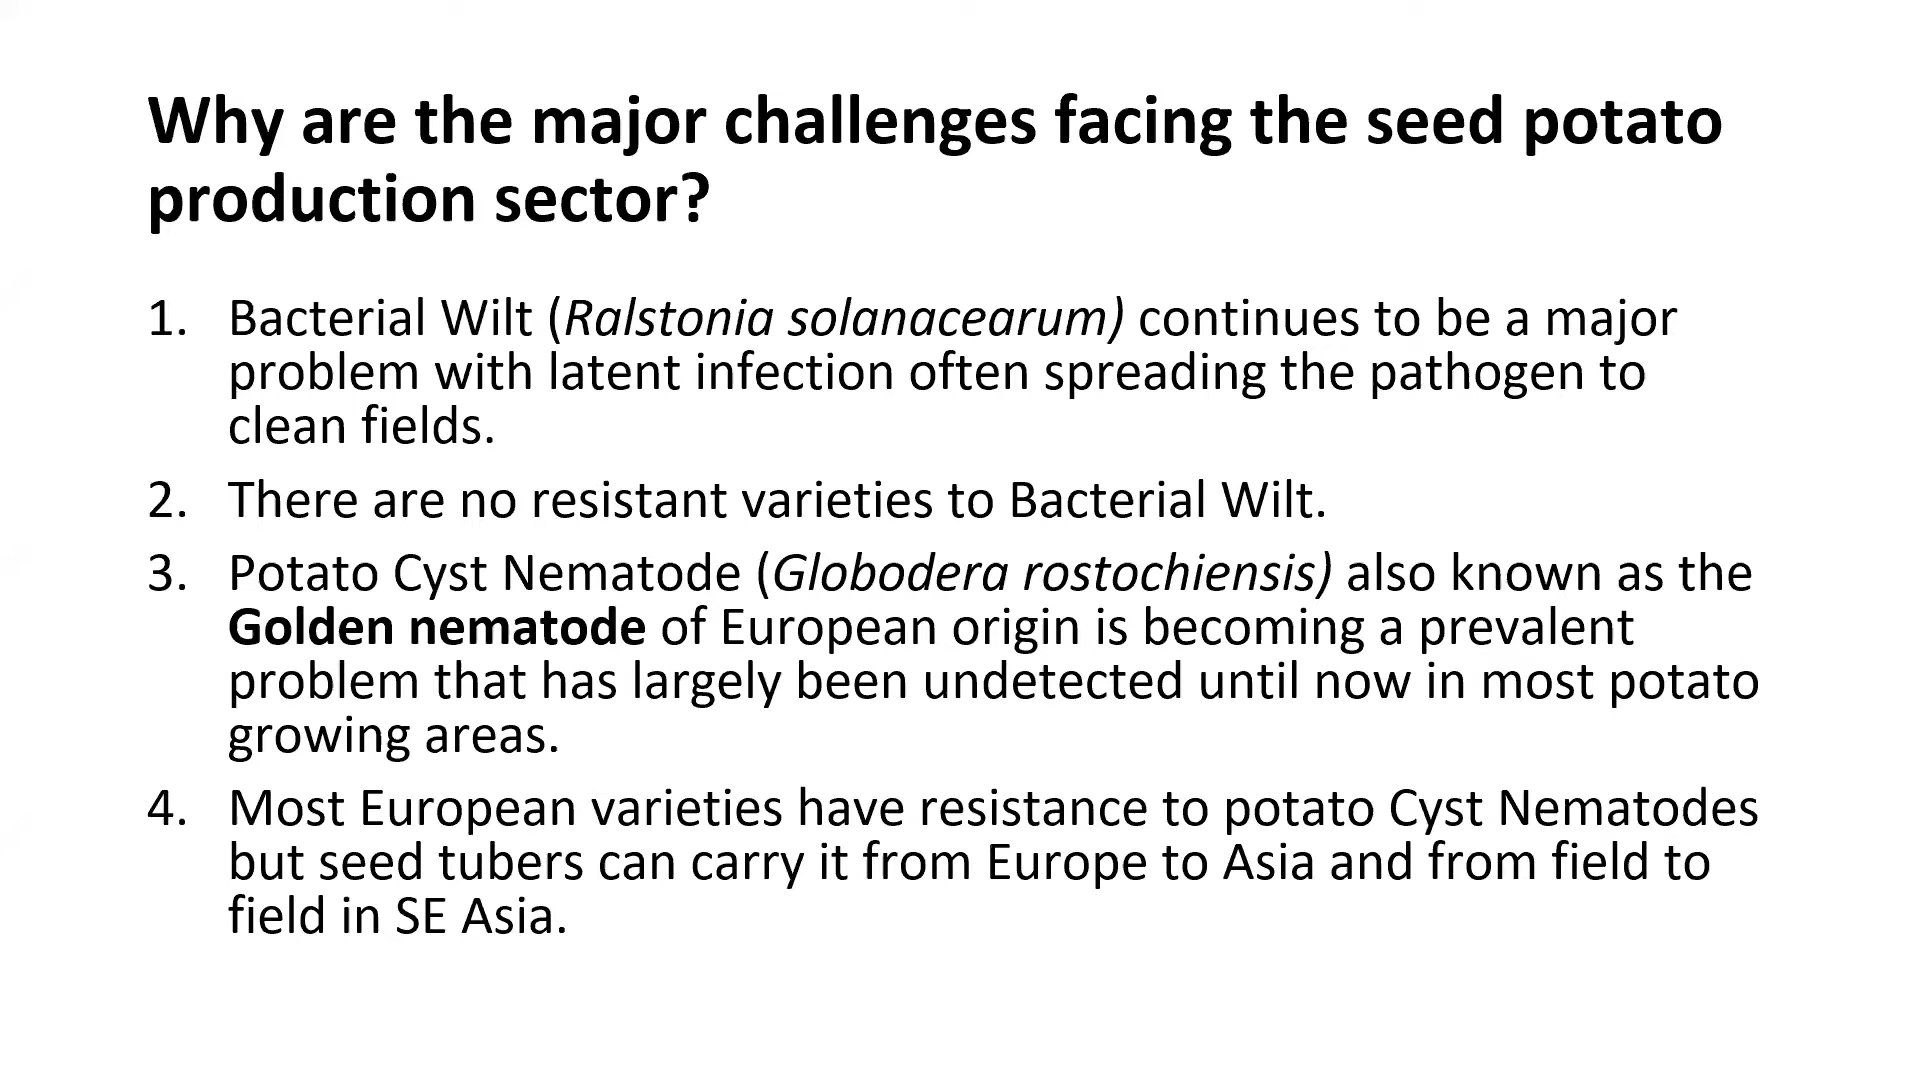 Why are the major challenges facing the seed potato
production sector?
1. Bacterial Wilt (Ralstonia solanacearum) continues to be a major
problem with latent infection often spreading the pathogen to
clean fields.
2. There are no resistant varieties to Bacterial Wilt.
3. Potato Cyst Nematode (Globodera rostochiensis) also known as the
Golden nematode of European origin is becoming a prevalent
problem that has largely been undetected until now in most potato
growing areas.
4. Most European varieties have resistance to potato Cyst Nematodes
but seed tubers can carry it from Europe to Asia and from field to
field in SE Asia.